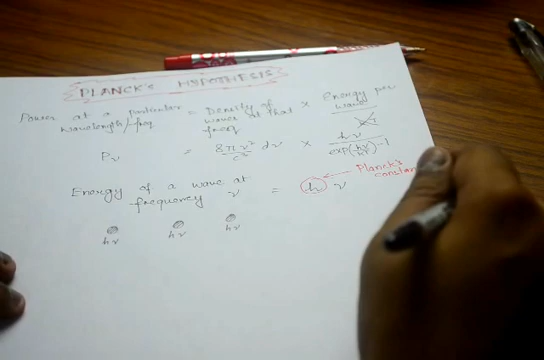 PLANCK's HYPOTHESIS
Power at a particular wavelength/freq = Density of waves at that freq × Energy per wave
Pν = 8πν²/c³ dν × hν/exp(hν/kT)-1
Energy of a wave at frequency ν = h ν
Planck's constant
hν hν hν